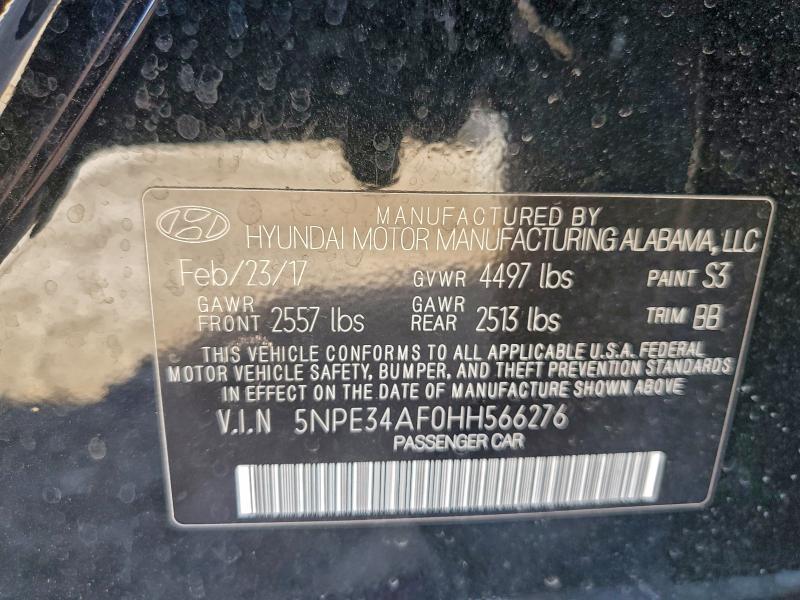 MANUFACTURED BY
HYUNDAI MOTOR MANUFACTURING ALABAMA, LLC
Feb/23/17 GVWR 4497 lbs PAINT S3
GAWR FRONT 2557 lbs GAWR REAR 2513 lbs TRIM BB
THIS VEHICLE CONFORMS TO ALL APPLICABLE U.S.A. FEDERAL
MOTOR VEHICLE SAFETY, BUMPER, AND THEFT PREVENTION STANDARDS
IN EFFECT ON THE DATE OF MANUFACTURE SHOWN ABOVE
V.I.N 5NPE34AF0HH566276
PASSENGER CAR